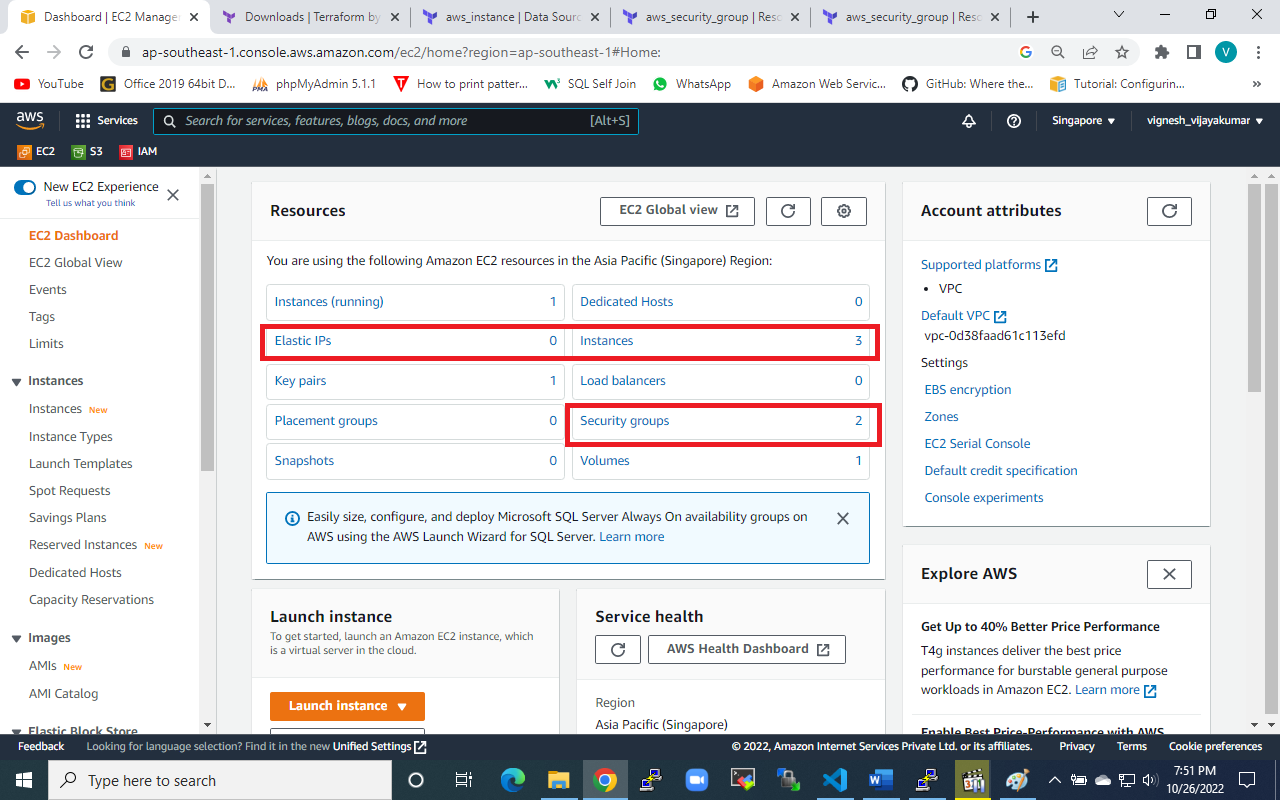 Dashboard | EC2 Manage
Downloads | Terraform by
aws_instance | Data Sour
aws_security_group | Reso
aws_security_group | Reso
ap-southeast-1.console.aws.amazon.com/ec2/home?region=ap-southeast-1#Home:
V
YouTube
Office 2019 64bit D...
phpMyAdmin 5.1.1
How to print patter...
SQL Self Join
WhatsApp
Amazon Web Servic...
GitHub: Where the...
Tutorial: Configurin...
»
aws
Services
Search for services, features, blogs, docs, and more
[Alt+S]
Singapore
vignesh_vijayakumar
EC2
S3
IAM
New EC2 Experience
Tell us what you think
EC2 Dashboard
EC2 Global View
Events
Tags
Limits
Instances
Instances New
Instance Types
Launch Templates
Spot Requests
Savings Plans
Reserved Instances New
Dedicated Hosts
Capacity Reservations
Images
AMIs New
AMI Catalog
Elastic Block Store
Resources
EC2 Global view
You are using the following Amazon EC2 resources in the Asia Pacific (Singapore) Region:
Instances (running) 1
Dedicated Hosts 0
Elastic IPs 0
Instances 3
Key pairs 1
Load balancers 0
Placement groups 0
Security groups 2
Snapshots 0
Volumes 1
Easily size, configure, and deploy Microsoft SQL Server Always On availability groups on
AWS using the AWS Launch Wizard for SQL Server. Learn more
Launch instance
To get started, launch an Amazon EC2 instance, which
is a virtual server in the cloud.
Launch instance
Service health
AWS Health Dashboard
Region
Asia Pacific (Singapore)
Account attributes
Supported platforms
• VPC
Default VPC
vpc-0d38faad61c113efd
Settings
EBS encryption
Zones
EC2 Serial Console
Default credit specification
Console experiments
Explore AWS
Get Up to 40% Better Price Performance
T4g instances deliver the best price
performance for burstable general purpose
workloads in Amazon EC2. Learn more
Enable Best Price-Performance with AWS
Feedback
Looking for language selection? Find it in the new Unified Settings
© 2022, Amazon Internet Services Private Ltd. or its affiliates.
Privacy
Terms
Cookie preferences
Type here to search
7:51 PM
10/26/2022